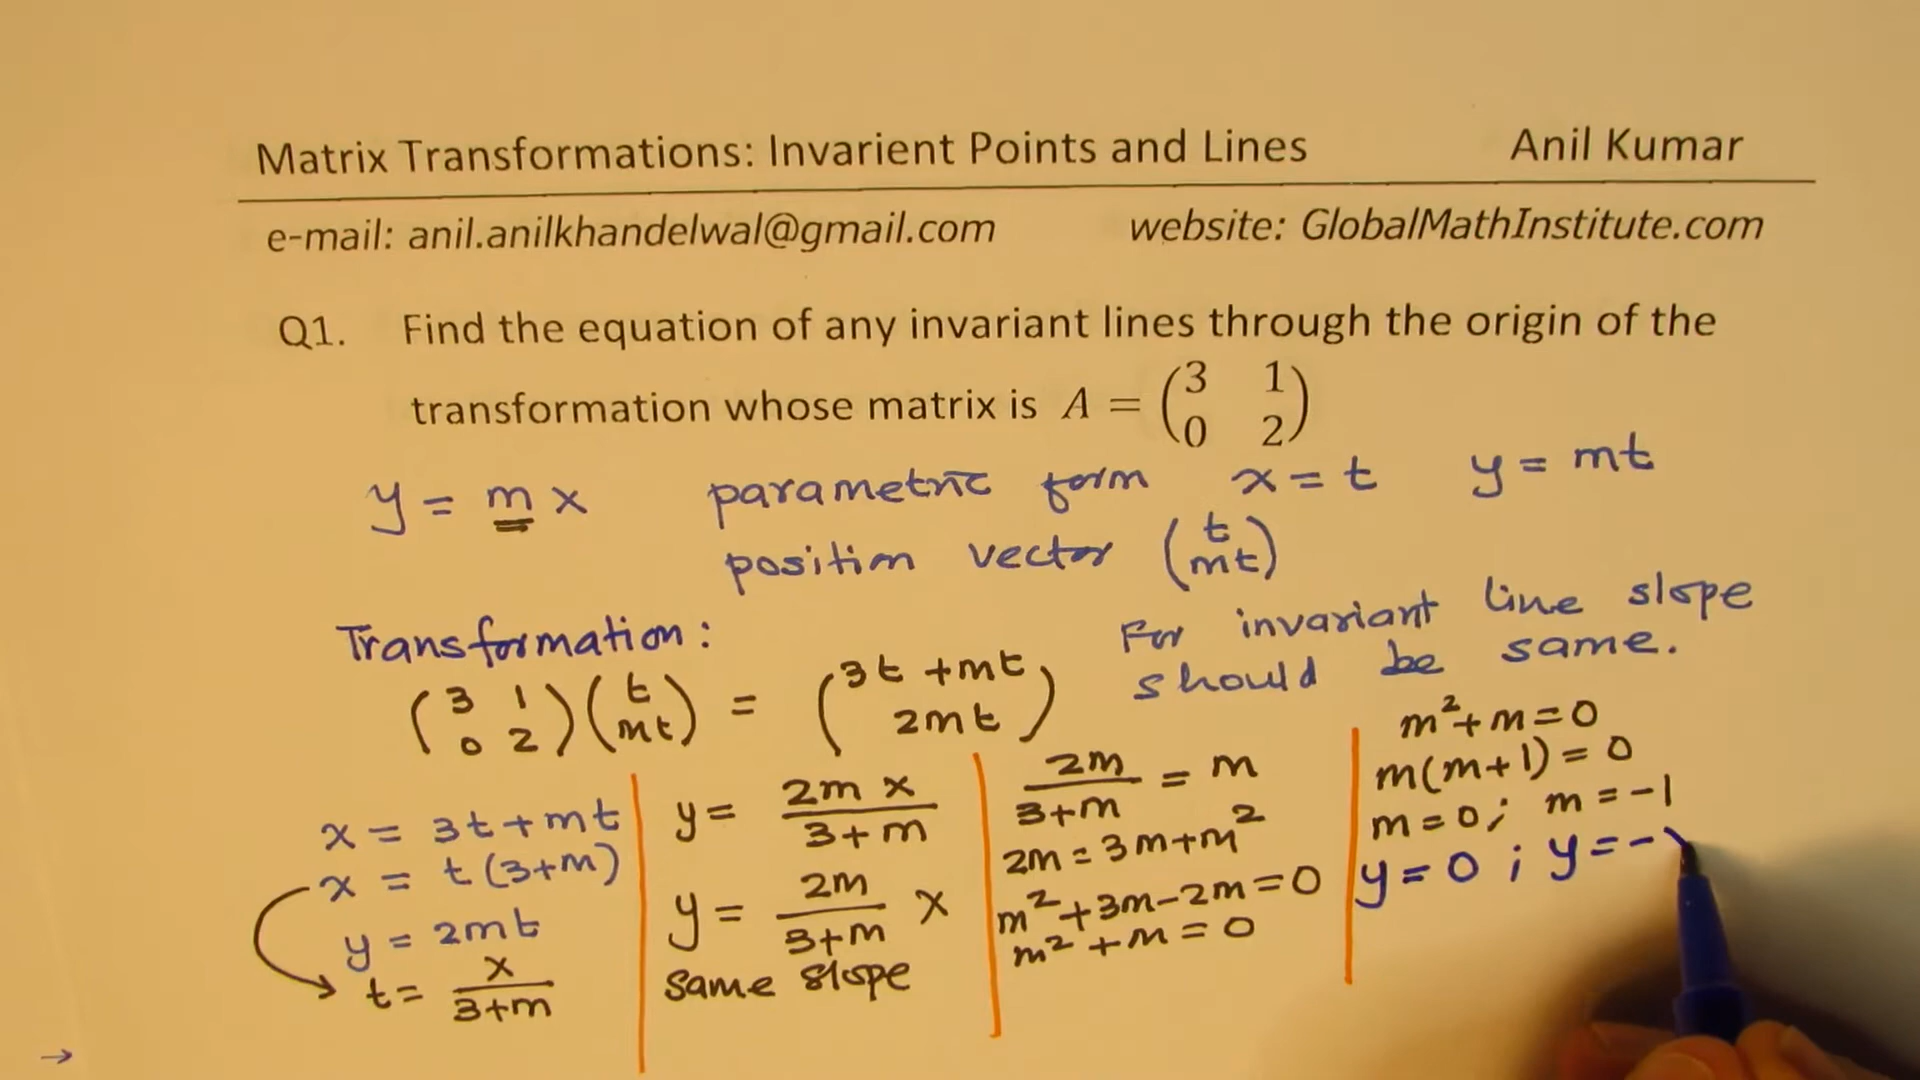 Matrix Transformations: Invarient Points and Lines Anil Kumar
e-mail: anil.anilkhandelwal@gmail.com website: GlobalMathInstitute.com
Q1. Find the equation of any invariant lines through the origin of the
transformation whose matrix is A = (3 1
0 2)
y = mx parametric form x = t y = mt
position vector (t
mt)
Transformation:
(3 1
0 2)(t
mt) = (3t + mt
2mt)
For invariant line slope
should be same.
x = 3t + mt
x = t(3+m)
y = 2mt
t = x/(3+m)
y = 2m x/(3+m)
y = 2m/(3+m) x
Same slope
2m/(3+m) = m
2m = 3m+m²
m²+3m-2m=0
m²+m=0
m²+m=0
m(m+1)=0
m=0; m=-1
y=0; y=-
→